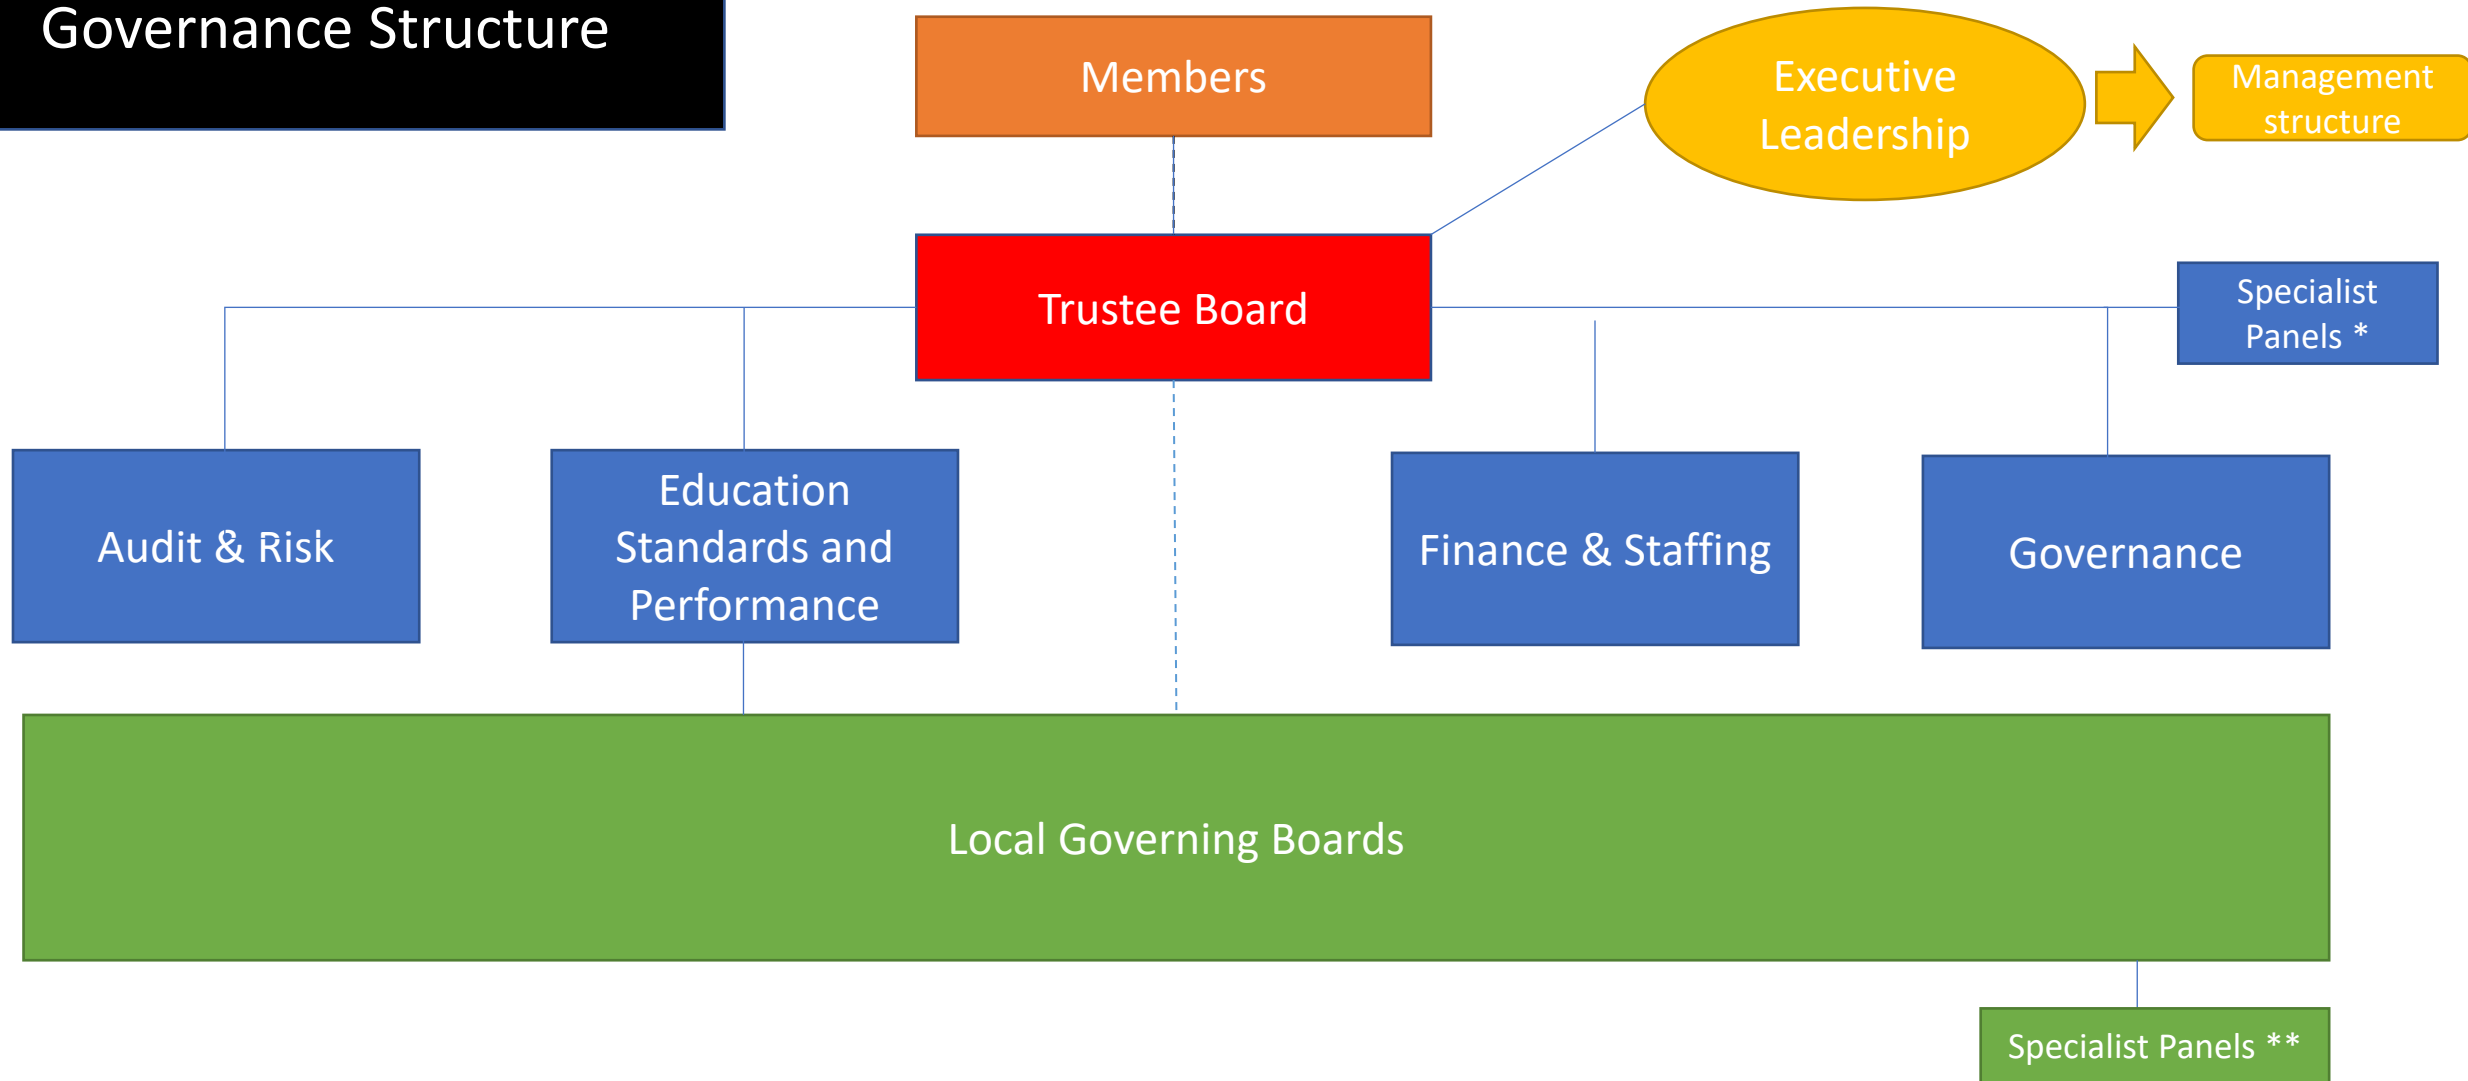 Governance Structure
Members
Executive
Leadership
Management
structure
Trustee Board
Specialist
Panels *
Audit & Risk
Education
Standards and
Performance
Finance & Staffing
Governance
Local Governing Boards
Specialist Panels **